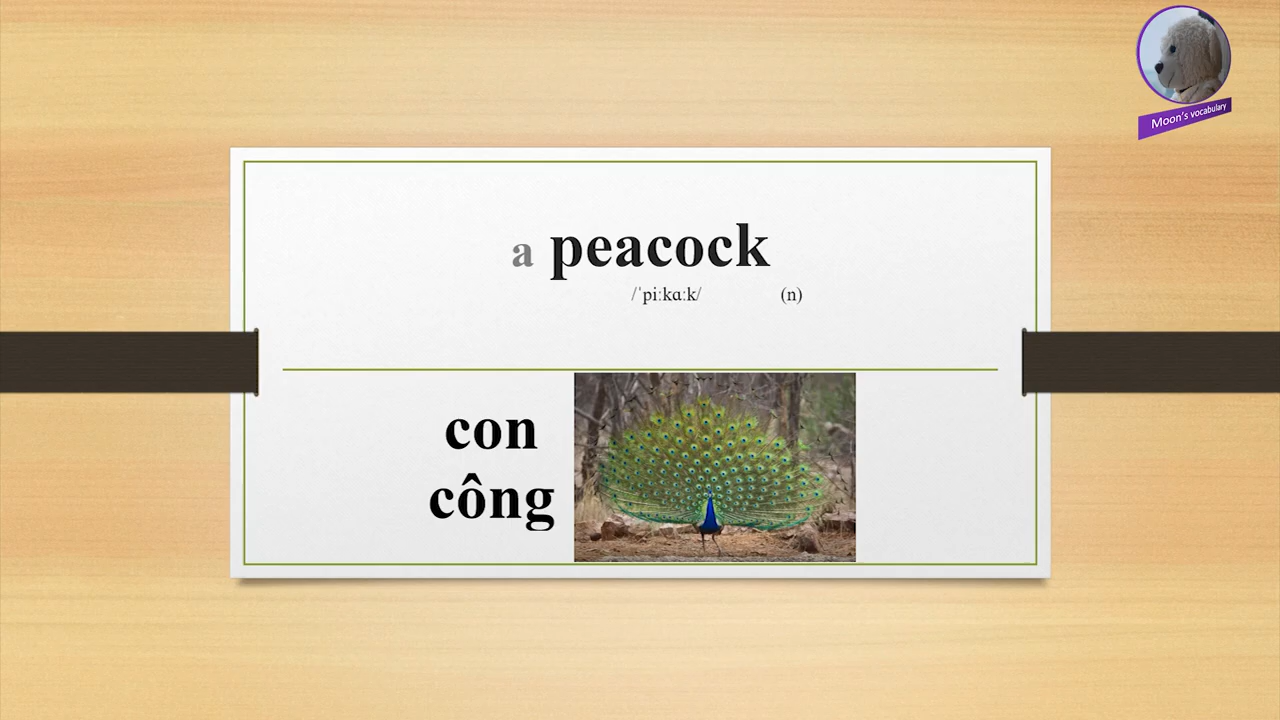 Moon's vocabulary
a peacock
/ˈpiːkɑːk/ (n)
con
công